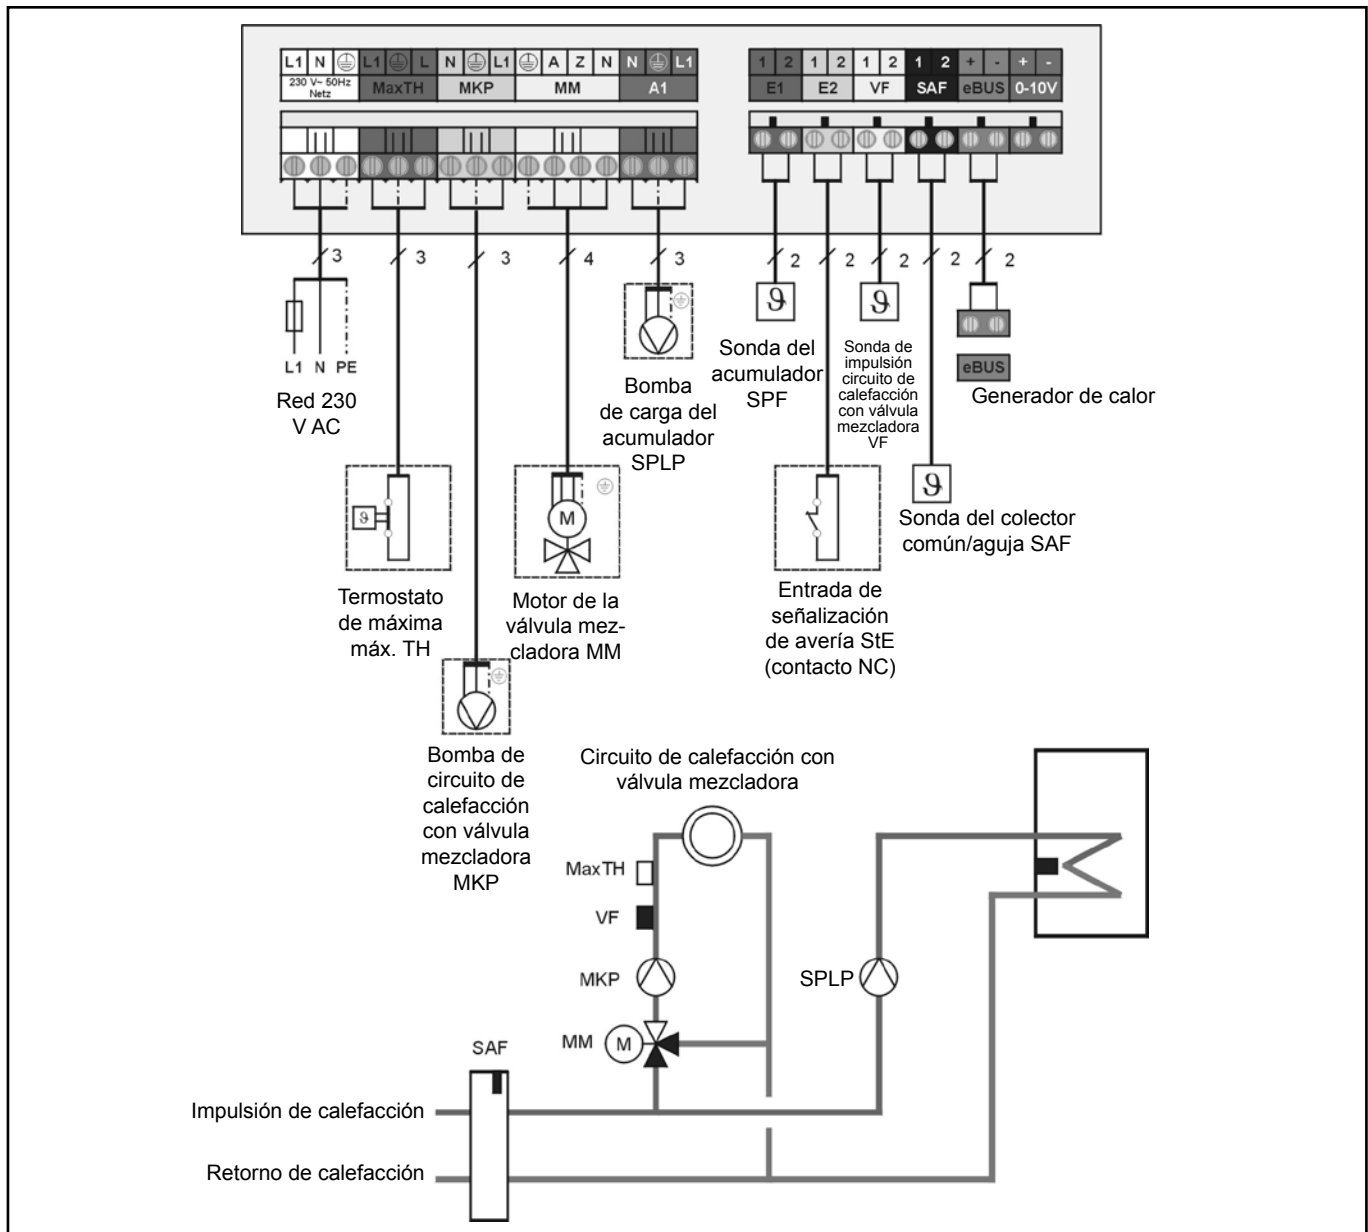 L1 N L1 L N L1 A Z N N L1 1 2 1 2 1 2 1 2 + - + -
230 V~ 50Hz
Netz
MaxTH MKP MM A1 E1 E2 VF SAF eBUS 0-10V
3 3 3 4 3 2 2 2 2 2
L1 N PE
Red 230
V AC
Bomba
de carga del
acumulador
SPLP
ϑ
Sonda del
acumulador
SPF
ϑ
Sonda de
impulsión
circuito de
calefacción
con válvula
mezcladora
VF
eBUS
Generador de calor
ϑ
Termostato
de máxima
máx. TH
M
Motor de la
válvula mez-
cladora MM
Entrada de
señalización
de avería StE
(contacto NC)
ϑ
Sonda del colector
común/aguja SAF
Bomba de
circuito de
calefacción
con válvula
mezcladora
MKP
Circuito de calefacción con
válvula mezcladora
MaxTH
VF
MKP
SPLP
MM M
SAF
Impulsión de calefacción
Retorno de calefacción